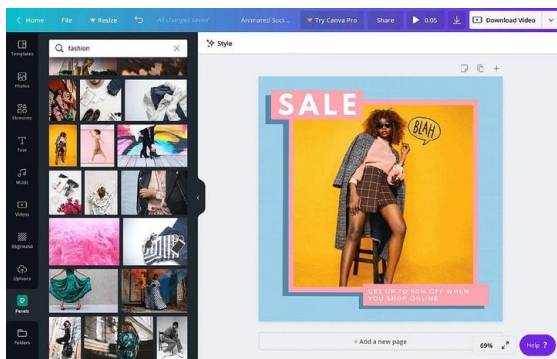 Home File Resize All changes saved Animated Soci... Try Canva Pro Share 0:05 Download Video
Templates
fashion
Style
Photos
Elements
Text
Music
Videos
Bkground
Uploads
Pexels
Folders
SALE
BLAH
GET UP TO 50% OFF WHEN
YOU SHOP ONLINE
+ Add a new page
69%
Help ?